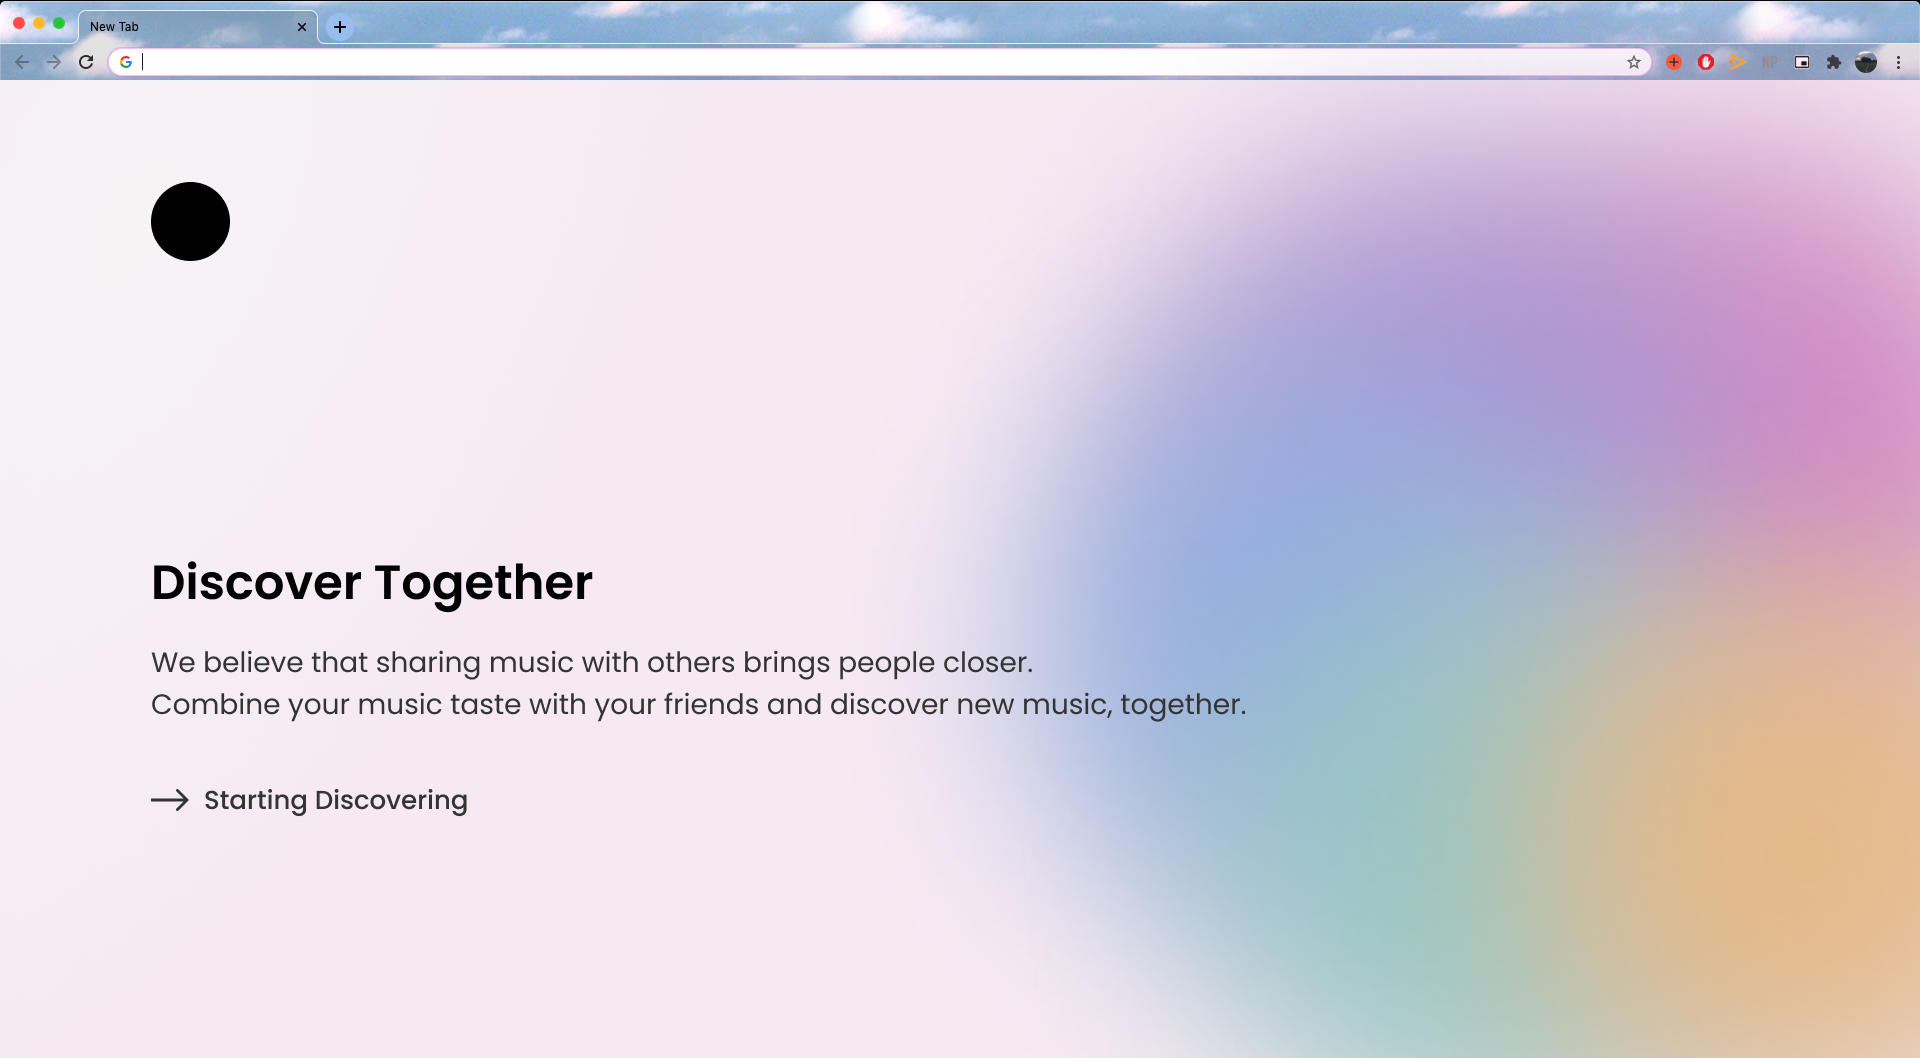 New Tab
Discover Together
We believe that sharing music with others brings people closer.
Combine your music taste with your friends and discover new music, together.
Starting Discovering